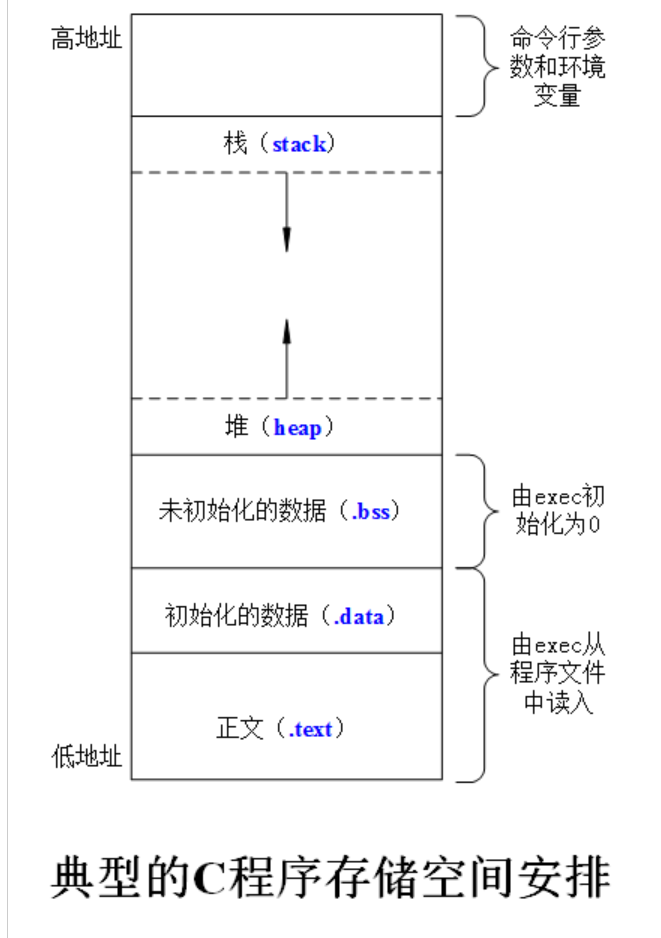 高地址
命令行参
数和环境
变量
栈（stack）
堆（heap）
未初始化的数据（.bss）
由exec初
始化为0
初始化的数据（.data）
由exec从
程序文件
中读入
正文（.text）
低地址
典型的C程序存储空间安排